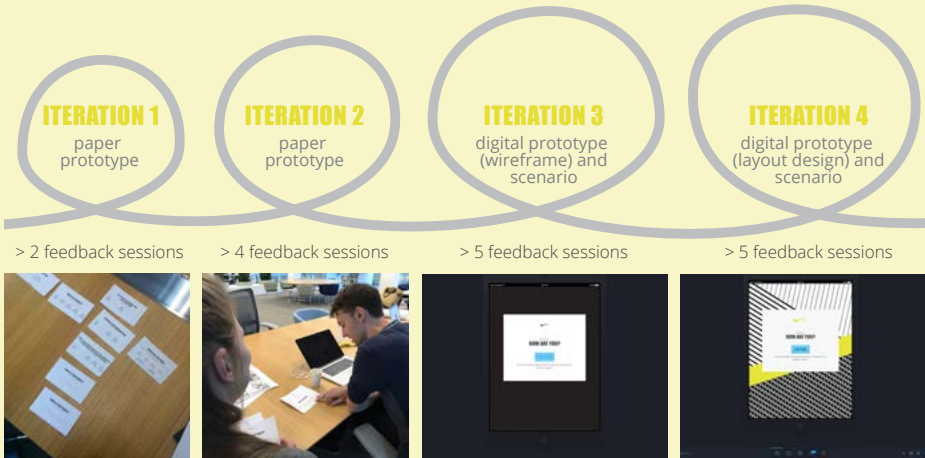 ITERATION 1
paper
prototype
ITERATION 2
paper
prototype
ITERATION 3
digital prototype
(wireframe) and
scenario
ITERATION 4
digital prototype
(layout design) and
scenario
> 2 feedback sessions
> 4 feedback sessions
> 5 feedback sessions
> 5 feedback sessions
HOW ARE YOU?
HOW ARE YOU?